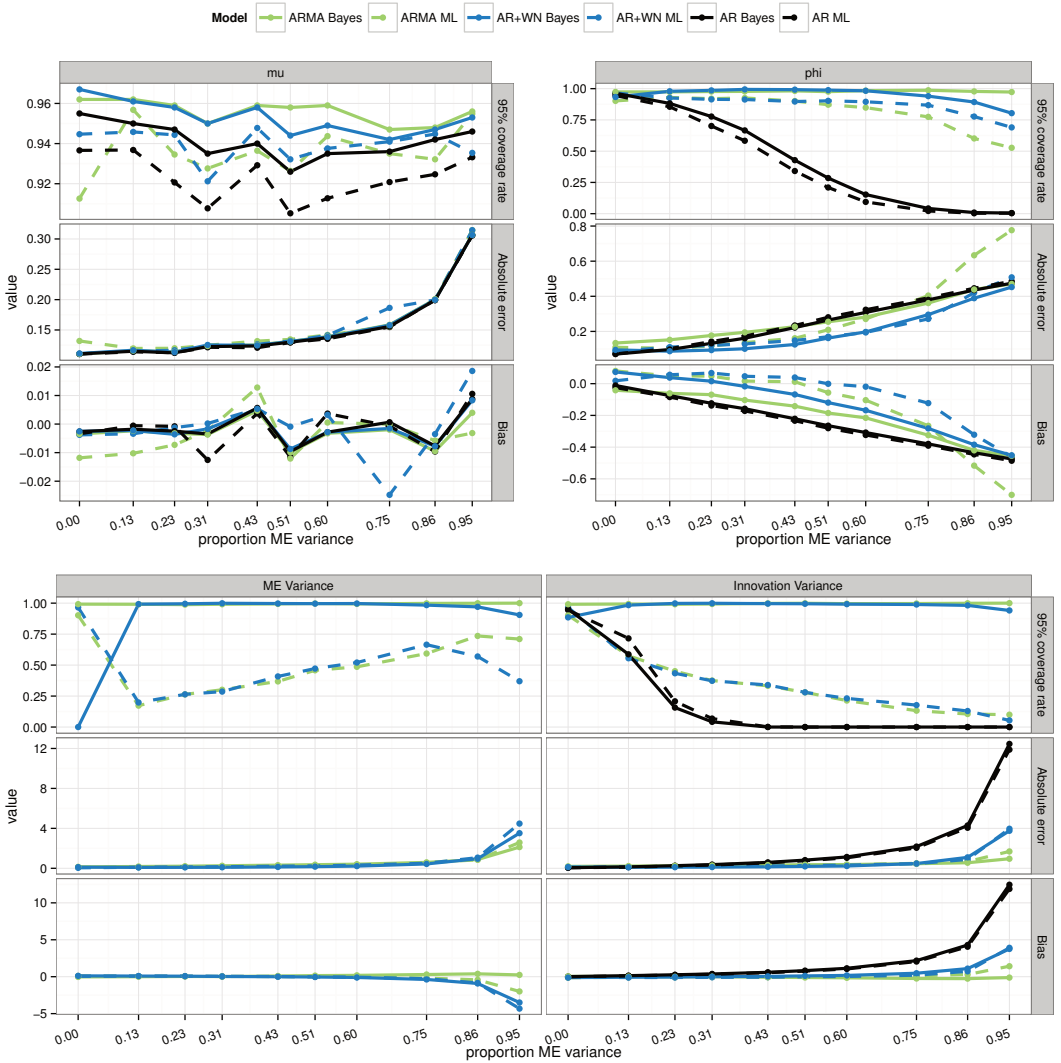 Model ARMA Bayes ARMA ML AR+WN Bayes AR+WN ML AR Bayes AR ML
mu
phi
0.96
0.94
0.92
95% coverage rate
1.00
0.75
0.50
0.25
0.00
95% coverage rate
value
0.30
0.25
0.20
0.15
Absolute error
value
0.8
0.6
0.4
0.2
Absolute error
0.02
0.01
0.00
−0.01
−0.02
Bias
0.0
−0.2
−0.4
−0.6
Bias
0.00 0.13 0.23 0.31 0.43 0.51 0.60 0.75 0.86 0.95
0.00 0.13 0.23 0.31 0.43 0.51 0.60 0.75 0.86 0.95
proportion ME variance
proportion ME variance
ME Variance
Innovation Variance
1.00
0.75
0.50
0.25
0.00
95% coverage rate
value
12
8
4
0
Absolute error
10
5
0
−5
Bias
0.00 0.13 0.23 0.31 0.43 0.51 0.60 0.75 0.86 0.95
0.00 0.13 0.23 0.31 0.43 0.51 0.60 0.75 0.86 0.95
proportion ME variance